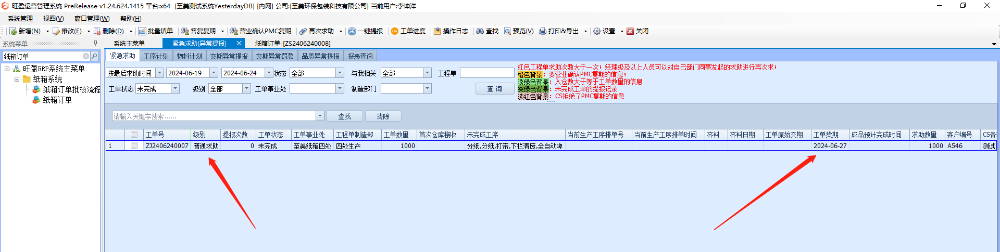 旺盈运营管理系统 PreRelease v1.24.624.1415 平台:x64 [至美测试系统YesterdayDB] [内网] 公司:[至美环保包装科技有限公司] 当前用户:李坤洋
系统管理 视图(V) 窗口管理(W) 帮助(H)
新增(N) 修改(E) 删除(D) 批量填单 答复复期 营业确认PMC复期 再次求助 一键提报 工单进度 操作日志 查找 预览(V) 打印&导出 设置 关闭
系统菜单 系统主菜单 紧急求助(异常提报) 纸箱订单-[ZS2406240008]
纸箱订单
旺盈ERP系统主菜单
纸箱系统
纸箱订单批核流程
纸箱订单
紧急求助 工序计划 物料计划 交期异常提报 交期异常罚款 品质异常提报 报表查询
按最后求助时间 2024-06-19 2024-06-24 状态 全部 与我相关 全部 工程单
工单状态 未完成 级别 全部 工单事业处 制造部门 查 询
红色工程单求助次数大于一次；经理级及以上人员可以对自己部门同事发起的求助进行再次求；
橙色背景：要营业确认PMC复期的信息；
淡绿色背景：入仓数大于等于工单数量的信息
深绿色背景：未完成工单的提报记录
淡红色背景：CS拒绝了PMC复期的信息
请输入关键字搜索…… 查找 清除
工单号 级别 提报次数 工单状态 工单事业处 工程单制造部 工单数量 首次仓库接收 未完成工序 当前生产工序排单号 当前生产工序排单时间 齐料 齐料日期 工单原始交期 工单货期 成品预计完成时间 求助数量 客户编号 CS备
1 ZJ2406240007 普通求助 0 未完成 至美纸箱四处 四处生产 1000 分纸,分纸,打带,下栏清废,全自动啤 2024-06-27 1000 A546 测试